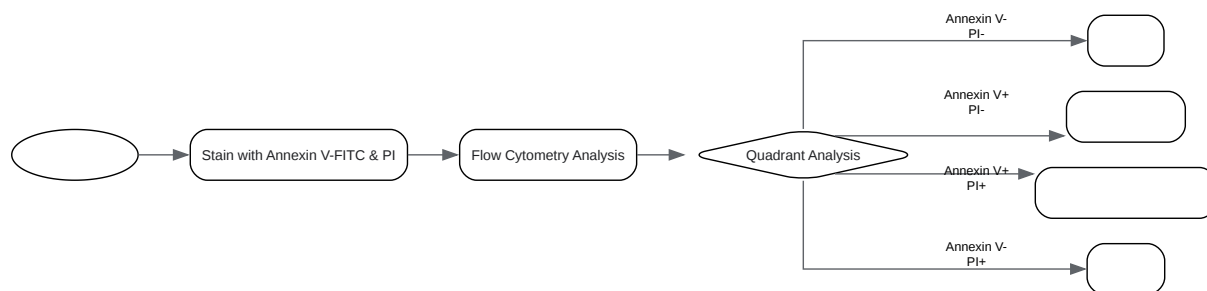 Annexin V-
PI-
Annexin V+
PI-
Stain with Annexin V-FITC & PI
Flow Cytometry Analysis
Quadrant Analysis
Annexin V+
PI+
Annexin V-
PI+